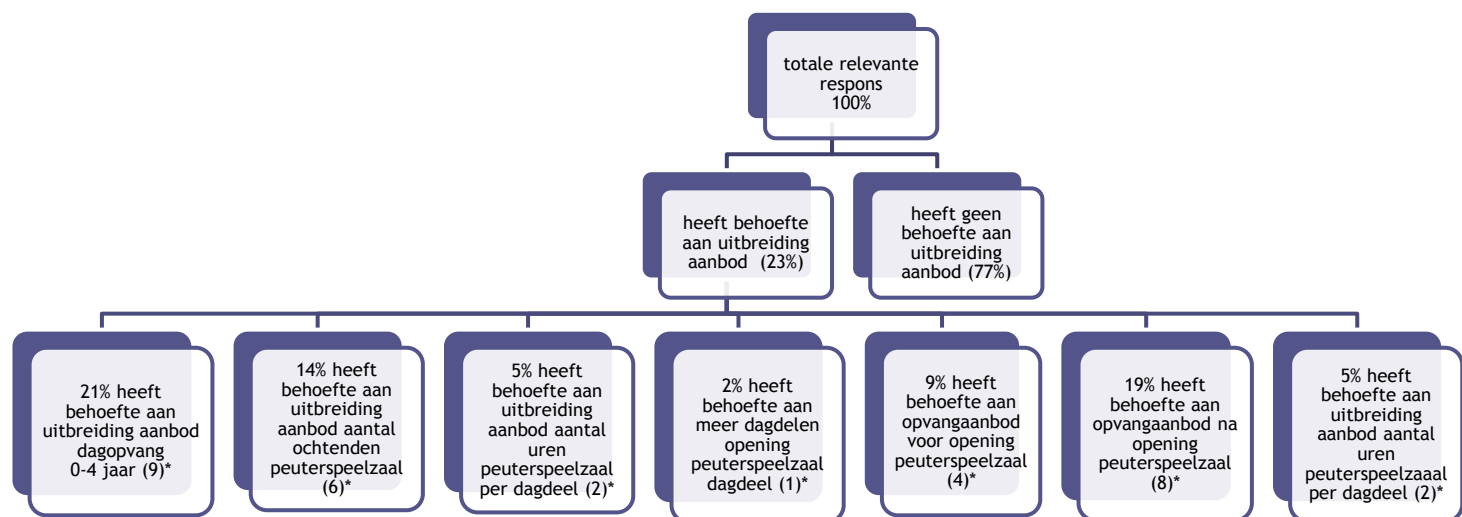 totale relevante
respons
100%
heeft behoefte
aan uitbreiding
aanbod (23%)
heeft geen
behoefte aan
uitbreiding
aanbod (77%)
21% heeft
behoefte aan
uitbreiding aanbod
dagopvang
0-4 jaar (9)*
14% heeft
behoefte aan
uitbreiding
aanbod aantal
ochtenden
peuterspeelzaal
(6)*
5% heeft
behoefte aan
uitbreiding
aanbod aantal
uren
peuterspeelzaal
per dagdeel (2)*
2% heeft
behoefte aan
meer dagdelen
opening
peuterspeelzaal
dagdeel (1)*
9% heeft
behoefte aan
opvangaanbod
voor opening
peuterspeelzaal
(4)*
19% heeft
behoefte aan
opvangaanbod na
opening
peuterspeelzaal
(8)*
5% heeft
behoefte aan
uitbreiding
aanbod aantal
uren
peuterspeelzaaal
per dagdeel (2)*